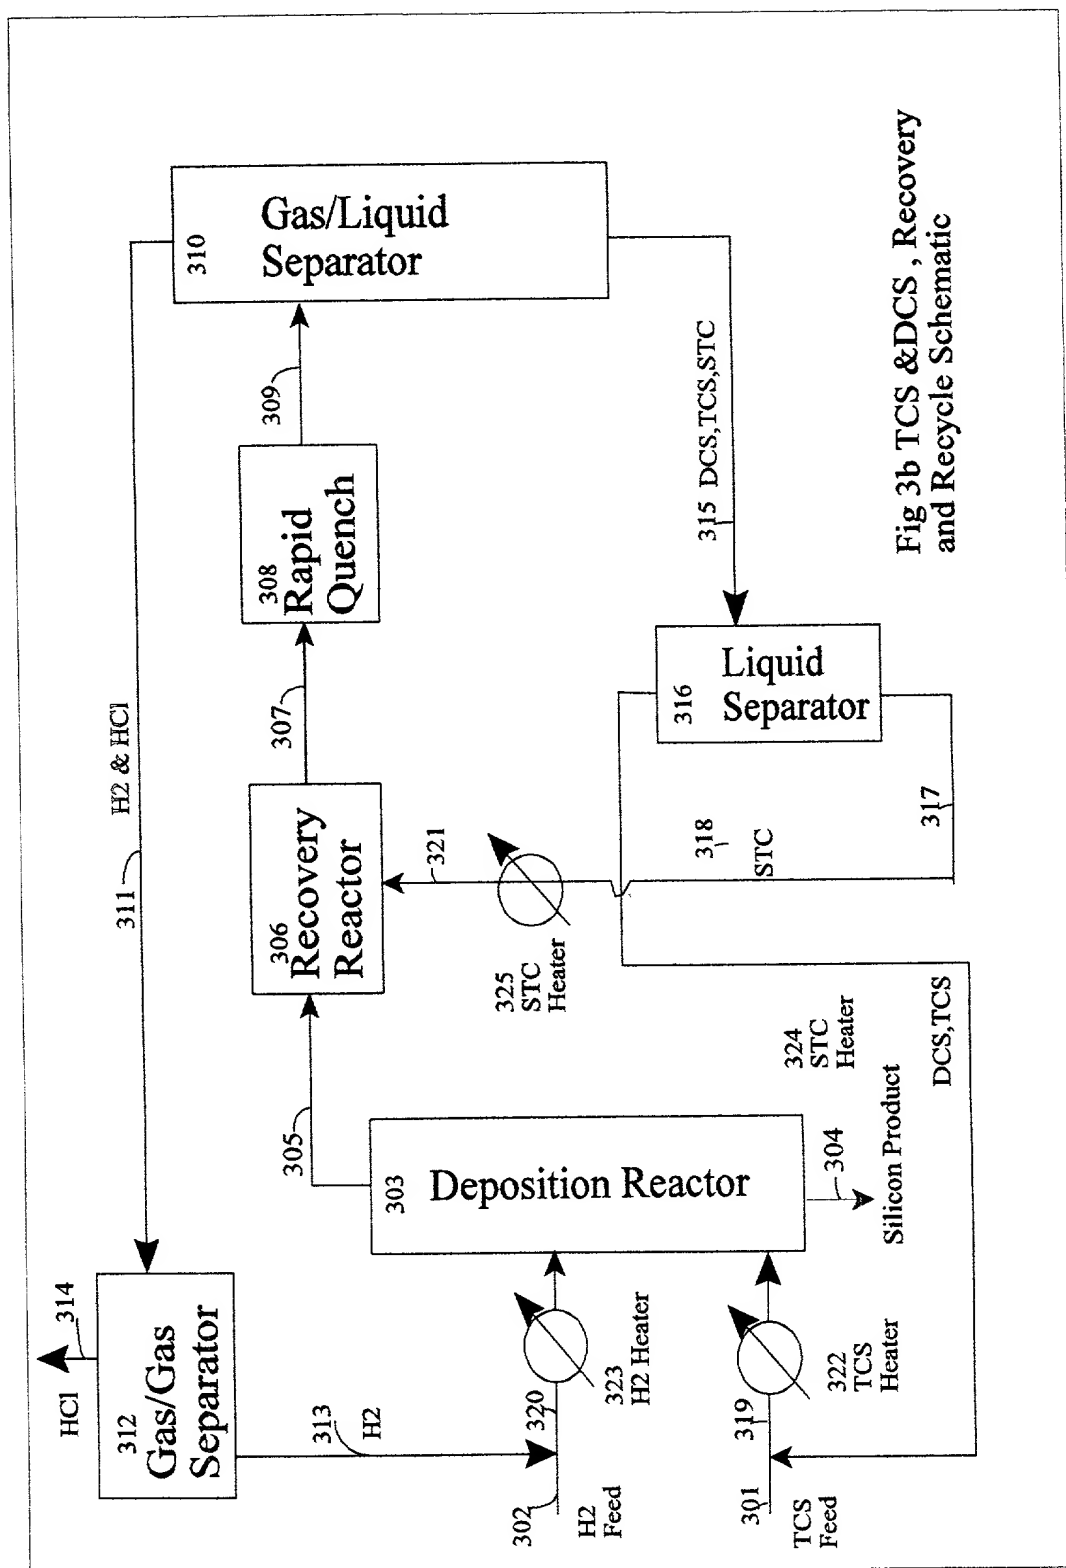 HCl
314
312
Gas/Gas
Separator
311
H2 & HCl
310
Gas/Liquid
Separator
313
H2
302
H2
Feed
320
323
H2 Heater
301
TCS
Feed
319
322
TCS
Heater
303
Deposition Reactor
304
Silicon Product
305
306
Recovery
Reactor
307
308
Rapid
Quench
309
315 DCS,TCS,STC
316
Liquid
Separator
317
318
STC
321
325
STC
Heater
324
STC
Heater
DCS,TCS
Fig 3b TCS &DCS , Recovery
and Recycle Schematic